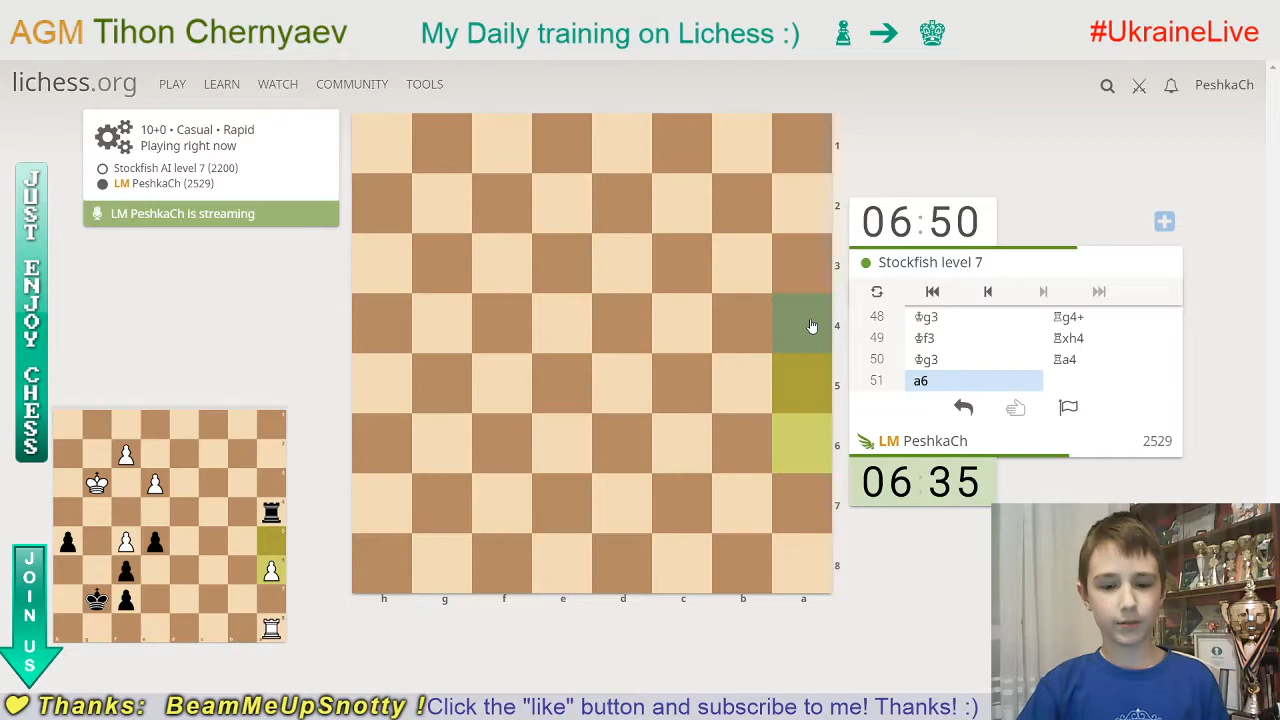 AGM Tihon Chernyaev
My Daily training on Lichess :)
#UkraineLive
lichess.org
PLAY LEARN WATCH COMMUNITY TOOLS
PeshkaCh
10+0 • Casual • Rapid
Playing right now
Stockfish AI level 7 (2200)
LM PeshkaCh (2529)
LM PeshkaCh is streaming
JUST ENJOY CHESS
JOIN US
1
2
3
4
5
6
7
8
h g f e d c b a
06:50
Stockfish level 7
48 ♔g3 ♖g4+
49 ♔f3 ♖xh4
50 ♔g3 ♖a4
51 a6
LM PeshkaCh 2529
06:35
Thanks: BeamMeUpSnotty !
Click the "like" button and subscribe to me! Thanks! :)